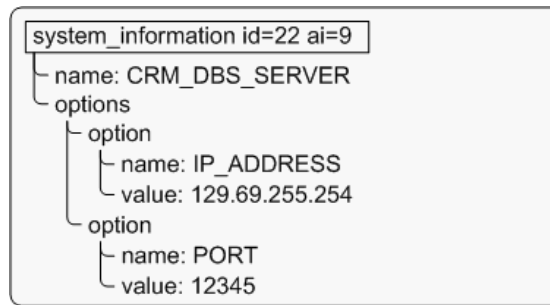 system_information id=22 ai=9
name: CRM_DBS_SERVER
options
option
name: IP_ADDRESS
value: 129.69.255.254
option
name: PORT
value: 12345